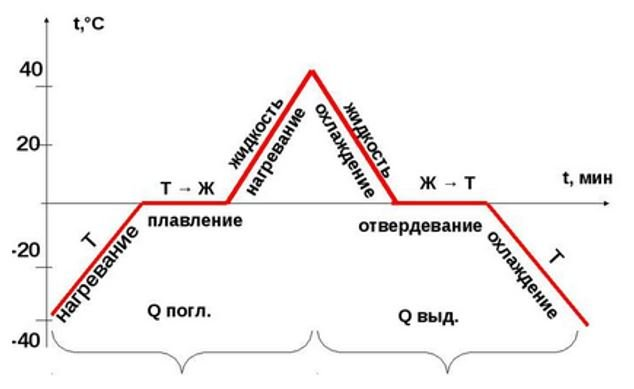 t,°C
40
20
-20
-40
Т
нагревание
Т → Ж
плавление
жидкость
нагревание
жидкость
охлаждение
Ж → Т
отвердевание
t, мин
Т
охлаждение
Q погл.
Q выд.